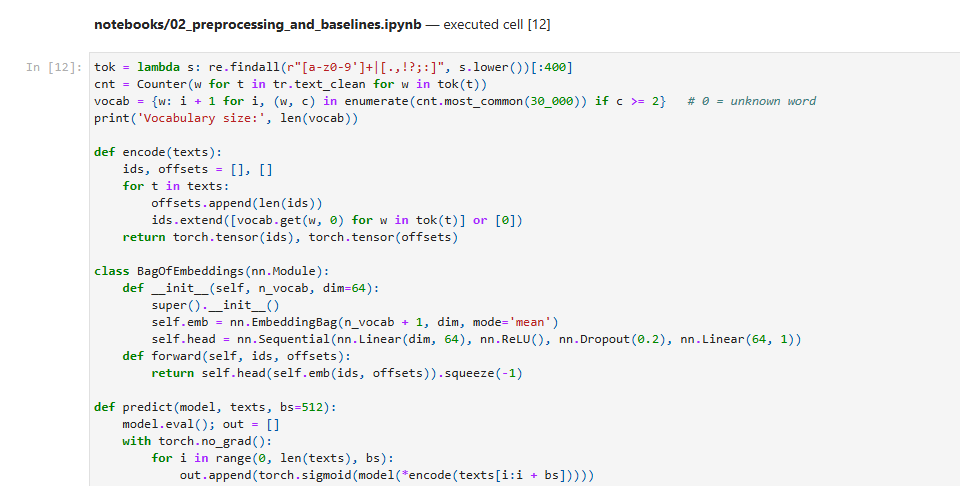 notebooks/02_preprocessing_and_baselines.ipynb — executed cell [12]
In [12]:
tok = lambda s: re.findall(r"[a-z0-9']+|[.,!?;:]", s.lower())[:400]
cnt = Counter(w for t in tr.text_clean for w in tok(t))
vocab = {w: i + 1 for i, (w, c) in enumerate(cnt.most_common(30_000)) if c >= 2}   # 0 = unknown word
print('Vocabulary size:', len(vocab))

def encode(texts):
    ids, offsets = [], []
    for t in texts:
        offsets.append(len(ids))
        ids.extend([vocab.get(w, 0) for w in tok(t)] or [0])
    return torch.tensor(ids), torch.tensor(offsets)

class BagOfEmbeddings(nn.Module):
    def __init__(self, n_vocab, dim=64):
        super().__init__()
        self.emb = nn.EmbeddingBag(n_vocab + 1, dim, mode='mean')
        self.head = nn.Sequential(nn.Linear(dim, 64), nn.ReLU(), nn.Dropout(0.2), nn.Linear(64, 1))
    def forward(self, ids, offsets):
        return self.head(self.emb(ids, offsets)).squeeze(-1)

def predict(model, texts, bs=512):
    model.eval(); out = []
    with torch.no_grad():
        for i in range(0, len(texts), bs):
            out.append(torch.sigmoid(model(*encode(texts[i:i + bs]))))